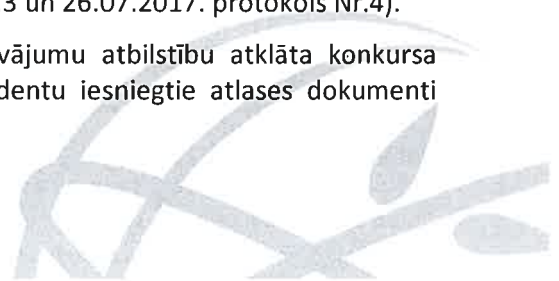 3 un 26.07.2017. protokols Nr.4).
vājumu atbilstību atklāta konkursa
dentu iesniegtie atlases dokumenti